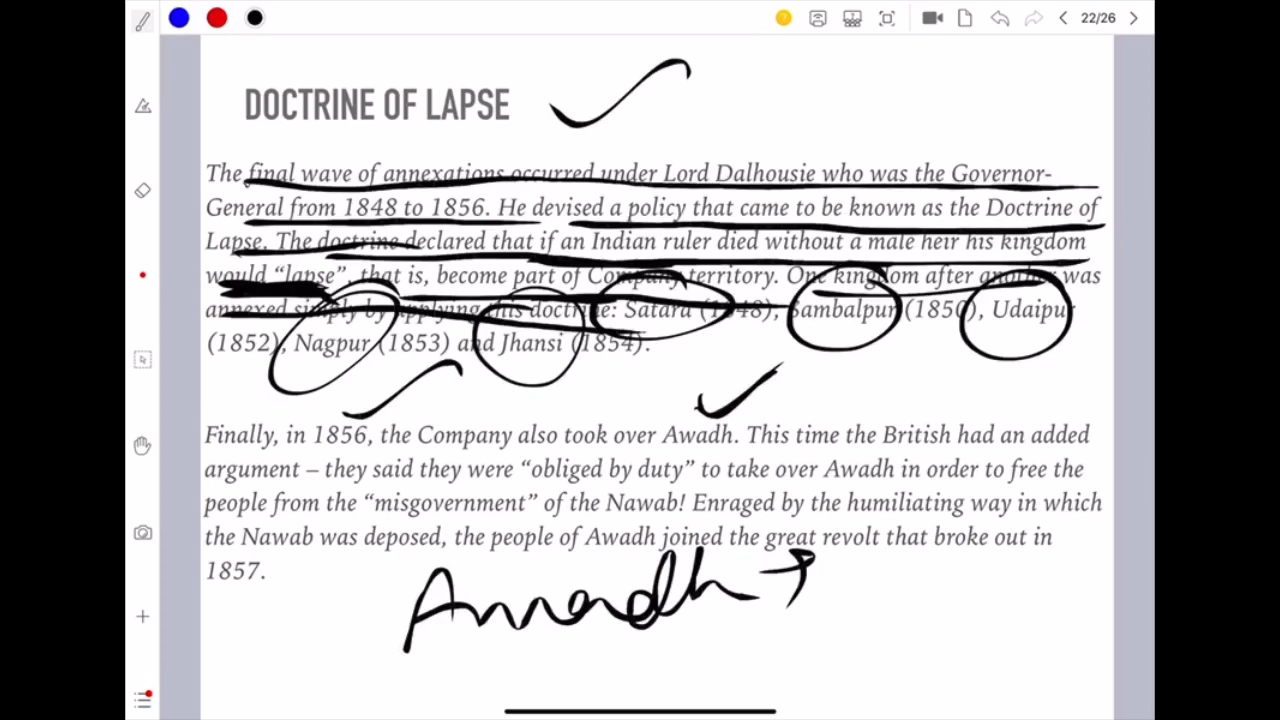 22/26
DOCTRINE OF LAPSE
The final wave of annexations occurred under Lord Dalhousie who was the Governor-
General from 1848 to 1856. He devised a policy that came to be known as the Doctrine of
Lapse. The doctrine declared that if an Indian ruler died without a male heir his kingdom
would “lapse”, that is, become part of Company territory. One kingdom after another was
annexed simply by applying this doctrine: Satara (1848), Sambalpur (1850), Udaipur
(1852), Nagpur (1853) and Jhansi (1854).
Finally, in 1856, the Company also took over Awadh. This time the British had an added
argument – they said they were “obliged by duty” to take over Awadh in order to free the
people from the “misgovernment” of the Nawab! Enraged by the humiliating way in which
the Nawab was deposed, the people of Awadh joined the great revolt that broke out in
1857.